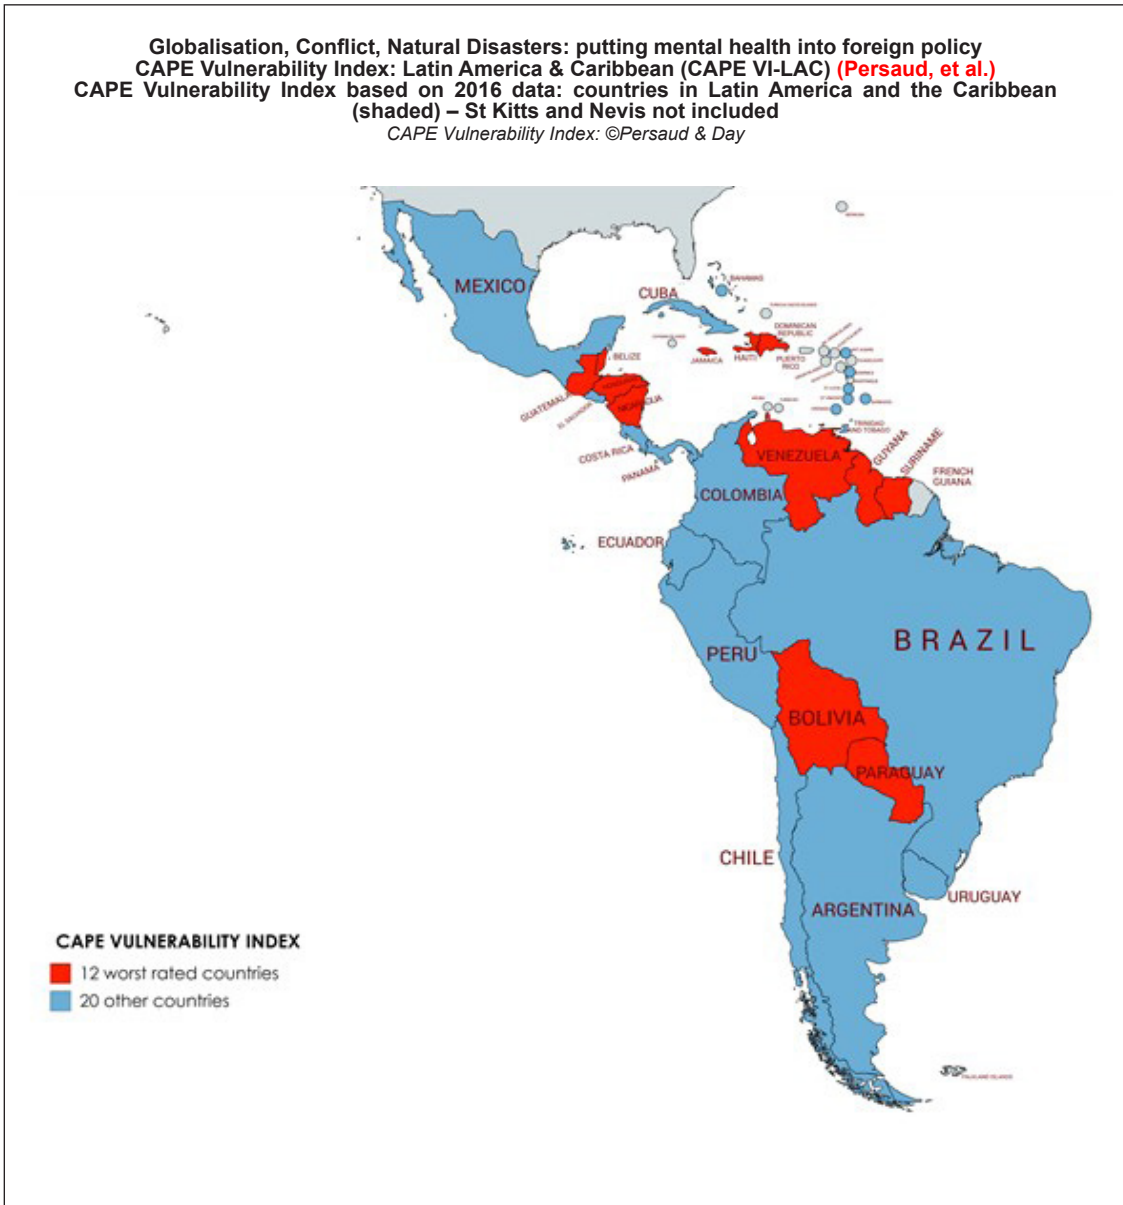 Globalisation, Conflict, Natural Disasters: putting mental health into foreign policy
CAPE Vulnerability Index: Latin America & Caribbean (CAPE VI-LAC) (Persaud, et al.)
CAPE Vulnerability Index based on 2016 data: countries in Latin America and the Caribbean
(shaded) – St Kitts and Nevis not included
CAPE Vulnerability Index: ©Persaud & Day
MEXICO
CUBA
BAHAMAS
DOMINICAN
REPUBLIC
JAMAICA
HAITI
PUERTO
RICO
BELIZE
GUATEMALA
HONDURAS
EL SALVADOR
NICARAGUA
COSTA RICA
PANAMA
TRINIDAD
AND TOBAGO
VENEZUELA
GUYANA
SURINAME
FRENCH
GUIANA
COLOMBIA
ECUADOR
PERU
BRAZIL
BOLIVIA
PARAGUAY
CHILE
ARGENTINA
URUGUAY
FALKLAND ISLANDS
CAPE VULNERABILITY INDEX
12 worst rated countries
20 other countries